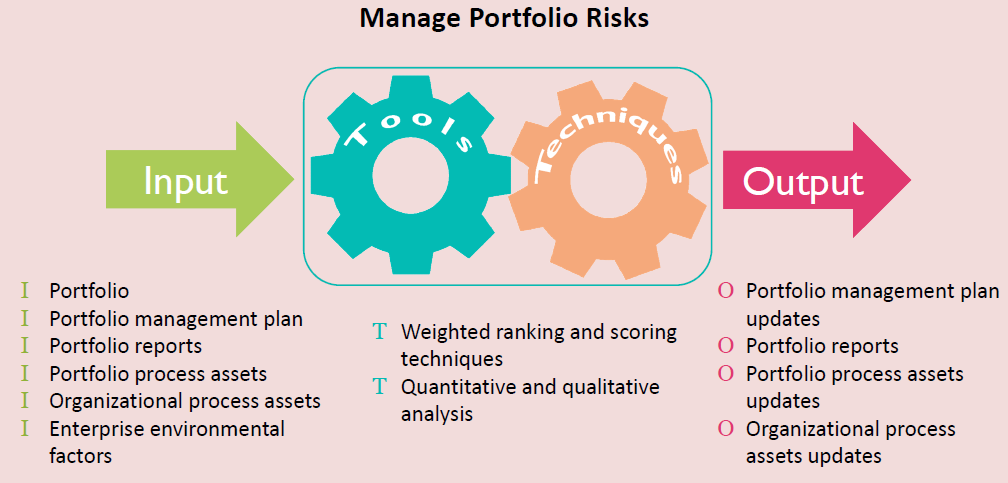 Manage Portfolio Risks
Input
Tools
Techniques
Output
I Portfolio
I Portfolio management plan
I Portfolio reports
I Portfolio process assets
I Organizational process assets
I Enterprise environmental
factors
T Weighted ranking and scoring
techniques
T Quantitative and qualitative
analysis
O Portfolio management plan
updates
O Portfolio reports
O Portfolio process assets
updates
O Organizational process
assets updates